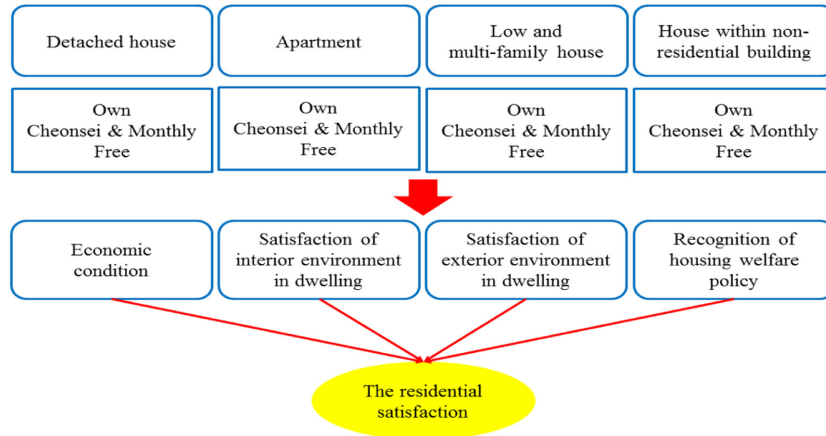 Detached house
Apartment
Low and
multi-family house
House within non-
residential building
Own
Cheonsei & Monthly
Free
Own
Cheonsei & Monthly
Free
Own
Cheonsei & Monthly
Free
Own
Cheonsei & Monthly
Free
Economic
condition
Satisfaction of
interior environment
in dwelling
Satisfaction of
exterior environment
in dwelling
Recognition of
housing welfare
policy
The residential
satisfaction